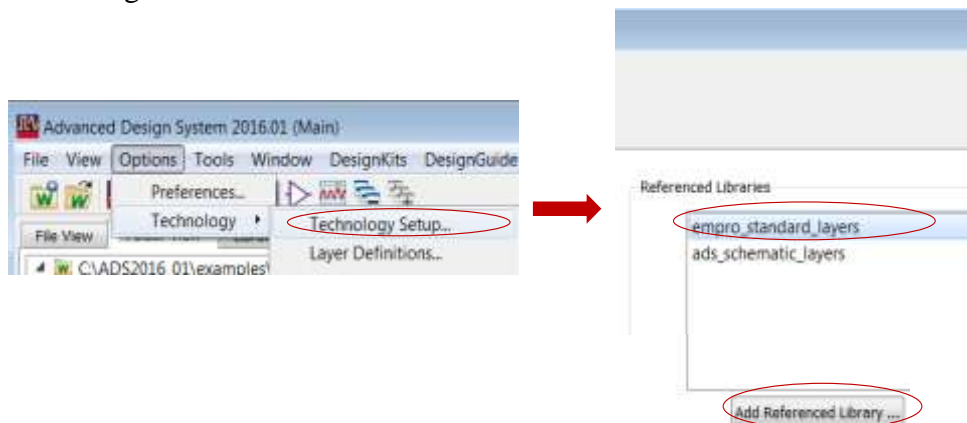 Advanced Design System 2016.01 (Main)
File View Options Tools Window DesignKits DesignGuide
Preferences...
Technology
Technology Setup...
Layer Definitions...
File View
C:\ADS2016_01\examples\
Referenced Libraries
empro_standard_layers
ads_schematic_layers
Add Referenced Library ...